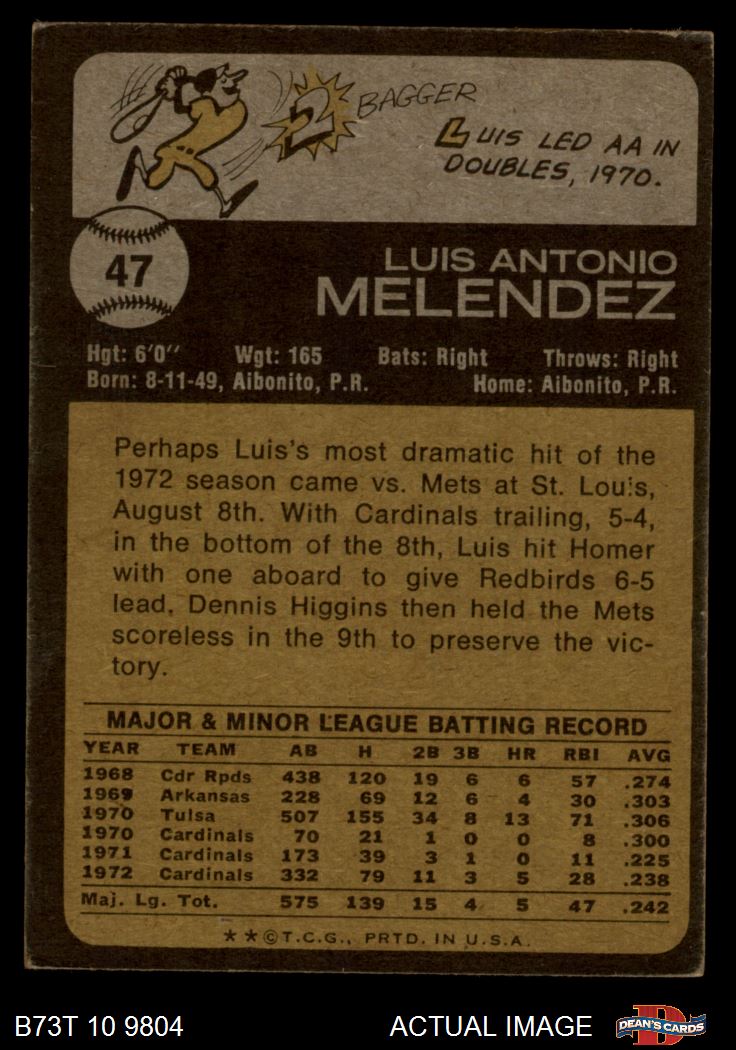 2 BAGGER
LUIS LED AA IN
DOUBLES, 1970.
47
LUIS ANTONIO
MELENDEZ
Hgt: 6'0'' Wgt: 165 Bats: Right Throws: Right
Born: 8-11-49, Aibonito, P.R. Home: Aibonito, P.R.
Perhaps Luis's most dramatic hit of the
1972 season came vs. Mets at St. Louis,
August 8th. With Cardinals trailing, 5-4,
in the bottom of the 8th, Luis hit Homer
with one aboard to give Redbirds 6-5
lead. Dennis Higgins then held the Mets
scoreless in the 9th to preserve the vic-
tory.
MAJOR & MINOR LEAGUE BATTING RECORD
YEAR TEAM AB H 2B 3B HR RBI AVG
1968 Cdr Rpds 438 120 19 6 6 57 .274
1969 Arkansas 228 69 12 6 4 30 .303
1970 Tulsa 507 155 34 8 13 71 .306
1970 Cardinals 70 21 1 0 0 8 .300
1971 Cardinals 173 39 3 1 0 11 .225
1972 Cardinals 332 79 11 3 5 28 .238
Maj. Lg. Tot. 575 139 15 4 5 47 .242
★★©T.C.G., PRTD. IN U.S.A.
B73T 10 9804 ACTUAL IMAGE D DEAN'S CARDS